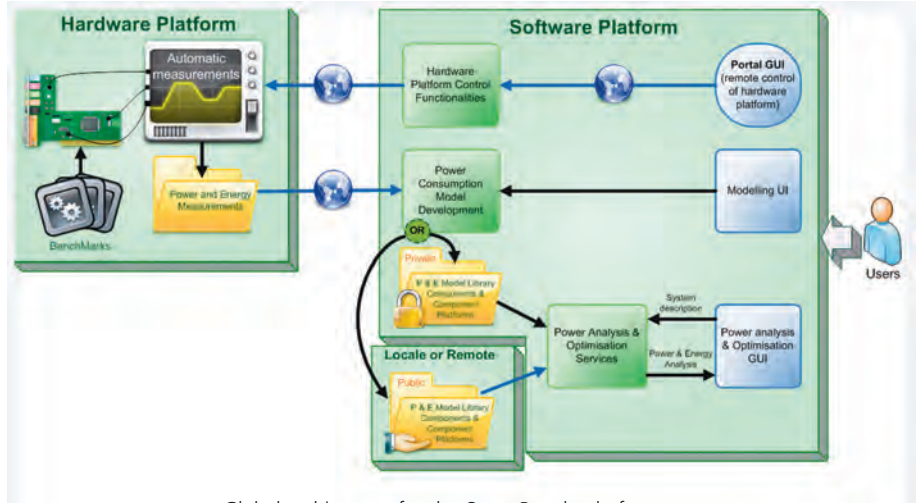 Hardware Platform
Software Platform
Automatic
measurements
Hardware-
Platform Control
Functionalities
Portal GUI
(remote control
of hardware
platform)
Power and Energy
Measurements
BenchMarks
Power
Consumption
Model
Development
Modelling UI
OR
Users
Private
P & E Model Library
Components &
Component
Platforms
System
description
Power Analysis &
Optimisation
Services
Power analysis
& Optimisation
GUI
Power & Energy
Analysis
Locale or Remote
Public
P & E Model Library
Components &
Component
Platforms